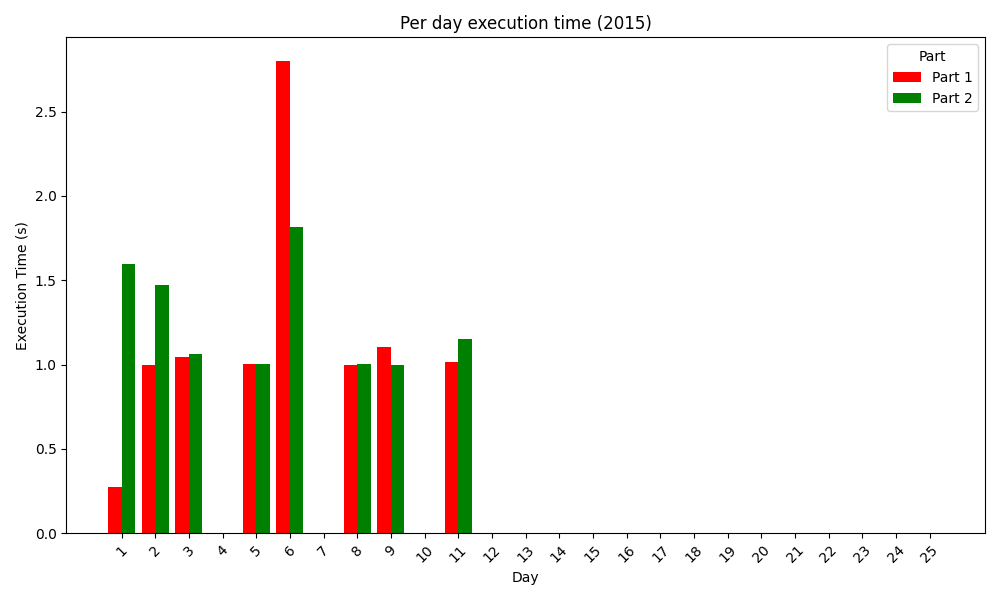 Per day execution time (2015)
Part
Part 1
Part 2
Execution Time (s)
2.5
2.0
1.5
1.0
0.5
0.0
1 2 3 4 5 6 7 8 9 10 11 12 13 14 15 16 17 18 19 20 21 22 23 24 25
Day